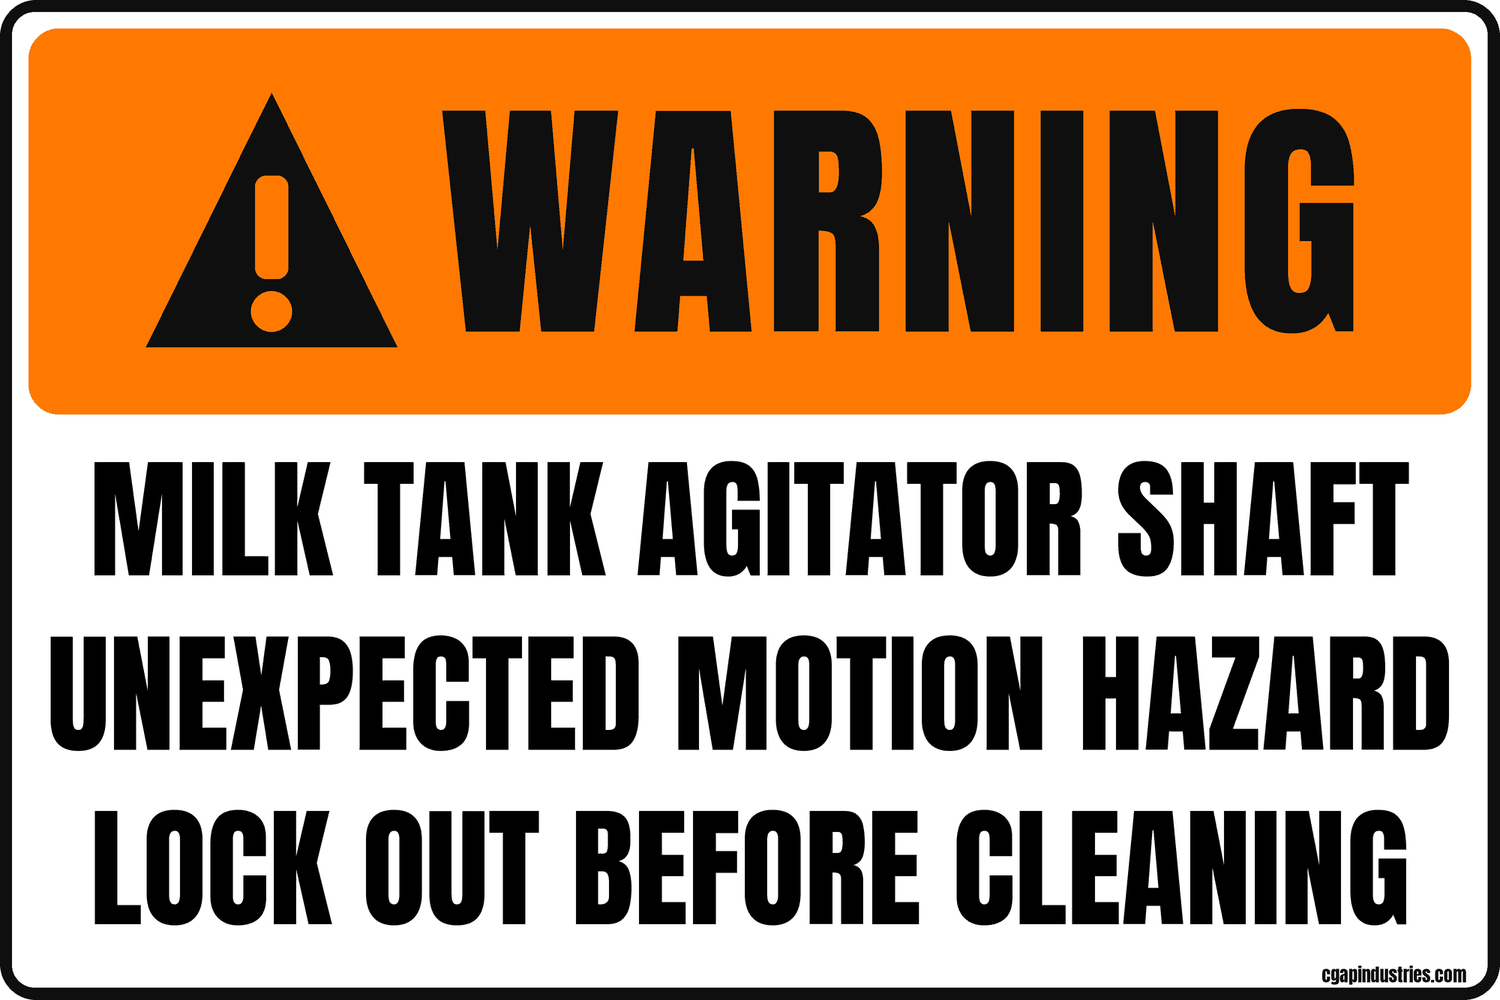 WARNING
MILK TANK AGITATOR SHAFT
UNEXPECTED MOTION HAZARD
LOCK OUT BEFORE CLEANING
cgapindustries.com